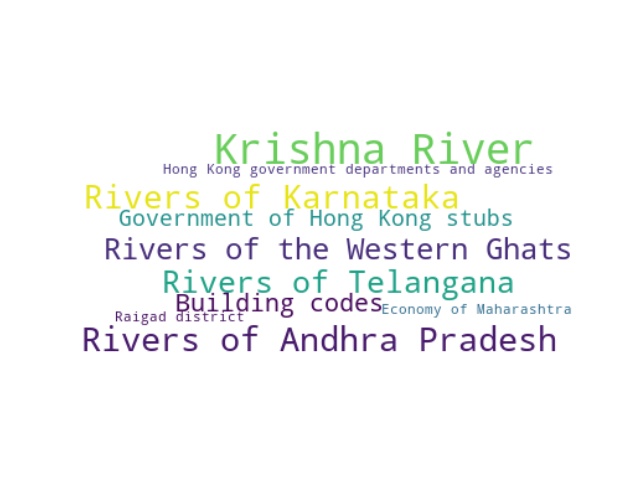 Krishna River
Hong Kong government departments and agencies
Rivers of Karnataka
Government of Hong Kong stubs
Rivers of the Western Ghats
Rivers of Telangana
Building codes
Economy of Maharashtra
Raigad district
Rivers of Andhra Pradesh